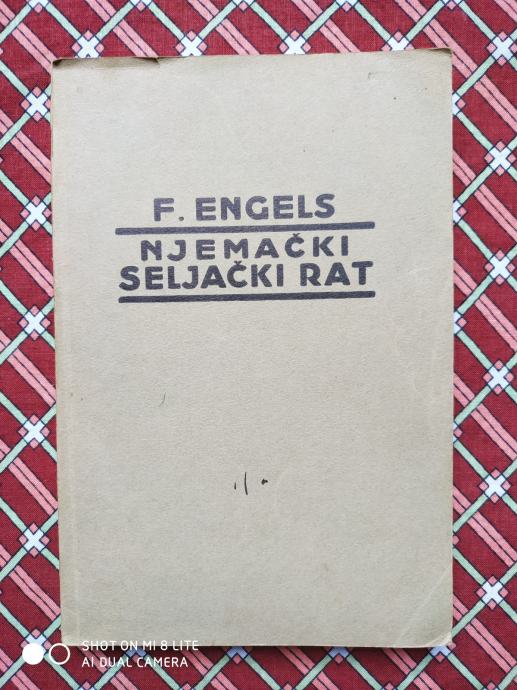 F. ENGELS
NJEMAČKI
SELJAČKI RAT
SHOT ON MI 8 LITE
AI DUAL CAMERA